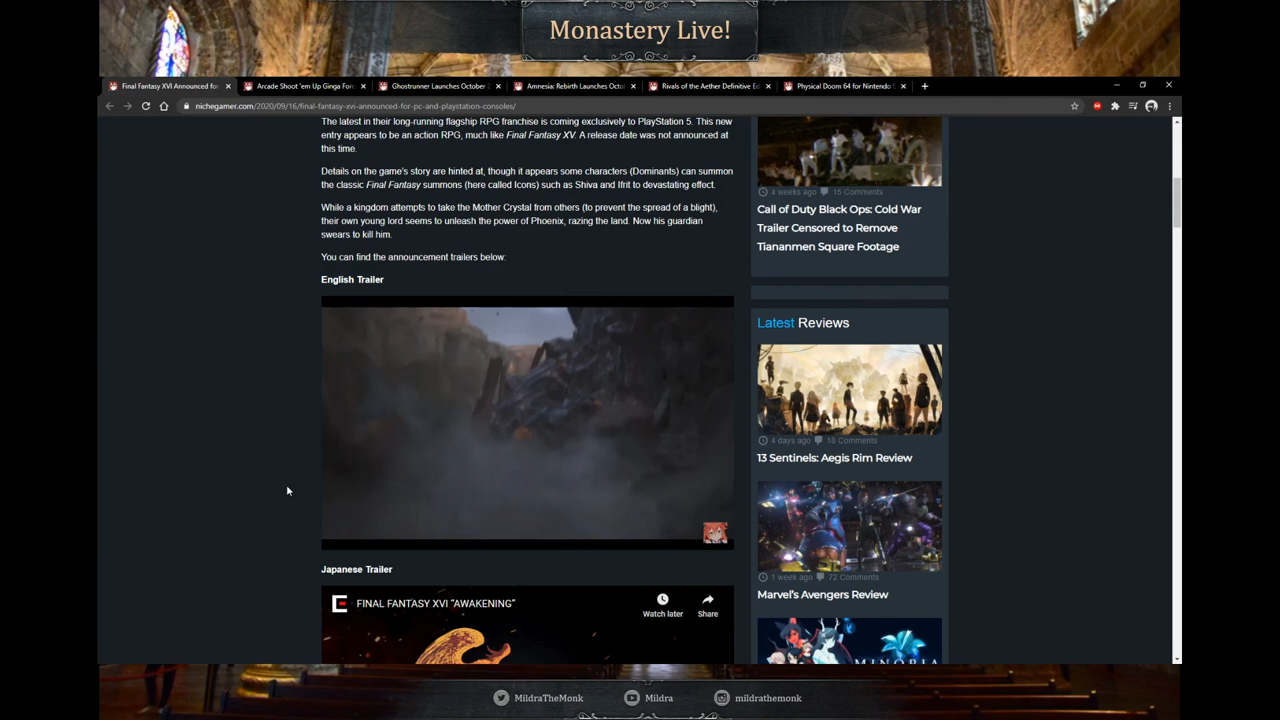 Monastery Live!
Final Fantasy XVI Announced for
Arcade Shoot 'em Up Ginga For
Ghostrunner Launches October
Amnesia: Rebirth Launches Octo
Rivals of the Aether Definitive Ed
Physical Doom 64 for Nintendo
nichegamer.com/2020/09/16/final-fantasy-xvi-announced-for-pc-and-playstation-consoles/
The latest in their long-running flagship RPG franchise is coming exclusively to PlayStation 5. This new
entry appears to be an action RPG, much like Final Fantasy XV. A release date was not announced at
this time.
Details on the game's story are hinted at, though it appears some characters (Dominants) can summon
the classic Final Fantasy summons (here called Icons) such as Shiva and Ifrit to devastating effect.
While a kingdom attempts to take the Mother Crystal from others (to prevent the spread of a blight),
their own young lord seems to unleash the power of Phoenix, razing the land. Now his guardian
swears to kill him.
You can find the announcement trailers below:
English Trailer
Japanese Trailer
FINAL FANTASY XVI "AWAKENING"
Watch later
Share
4 weeks ago 15 Comments
Call of Duty Black Ops: Cold War
Trailer Censored to Remove
Tiananmen Square Footage
Latest Reviews
4 days ago 18 Comments
13 Sentinels: Aegis Rim Review
1 week ago 72 Comments
Marvel's Avengers Review
MINORIA
MildraTheMonk
Mildra
mildrathemonk